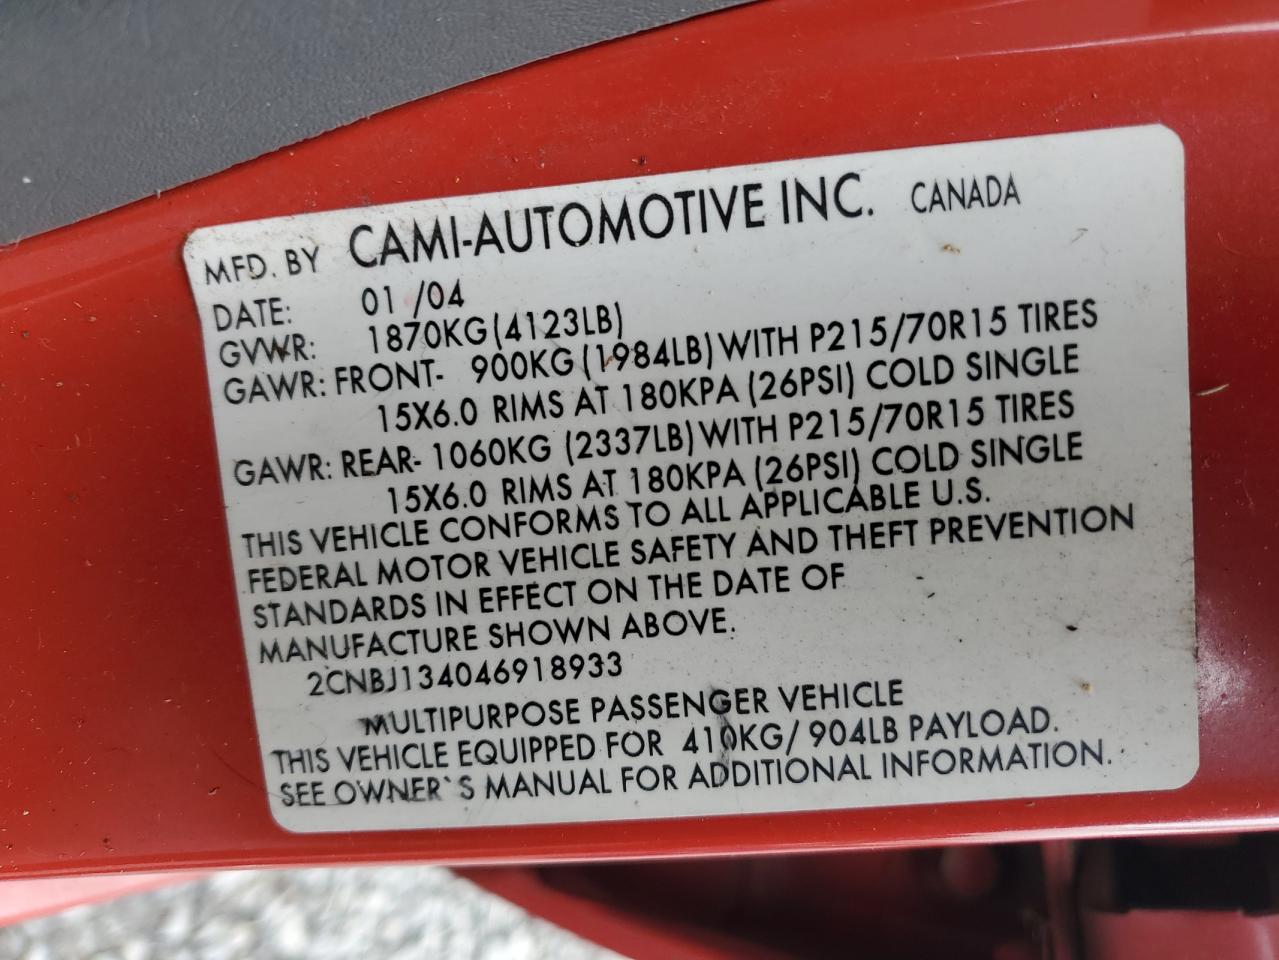 MFD. BY CAMI-AUTOMOTIVE INC. CANADA
DATE: 01 /04
GVWR: 1870KG(4123LB)
GAWR: FRONT- 900KG (1984LB) WITH P215/70R15 TIRES
15X6.0 RIMS AT 180KPA (26PSI) COLD SINGLE
GAWR: REAR- 1060KG (2337LB) WITH P215/70R15 TIRES
15X6.0 RIMS AT 180KPA (26PSI) COLD SINGLE
THIS VEHICLE CONFORMS TO ALL APPLICABLE U.S.
FEDERAL MOTOR VEHICLE SAFETY AND THEFT PREVENTION
STANDARDS IN EFFECT ON THE DATE OF
MANUFACTURE SHOWN ABOVE.
2CNBJ134046918933
MULTIPURPOSE PASSENGER VEHICLE
THIS VEHICLE EQUIPPED FOR 410KG/ 904LB PAYLOAD.
SEE OWNER`S MANUAL FOR ADDITIONAL INFORMATION.